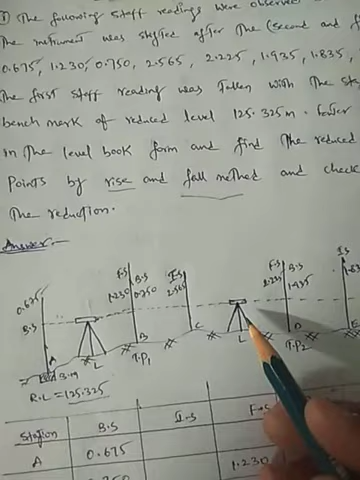 ① The following staff readings were observed
The instrument was shifted after the (second and
0.675, 1.230, 0.750, 2.565, 2.225, 1.935, 1.835,
The first staff reading was taken with the
bench mark of reduced level 125.325m. Enter
in the level book form and find the reduced
Points by rise and fall method and check
the reduction.
Answer:-
0.675
B.S
F.S B.S
1.230 0.750
I.S
2.565
F.S B.S
2.225 1.935
I.S
1.83
A
B.M
L
B
T.P1
C
L
D
T.P2
E
R.L = 125.325
Station B.S I.S F.S
A 0.675
1.230